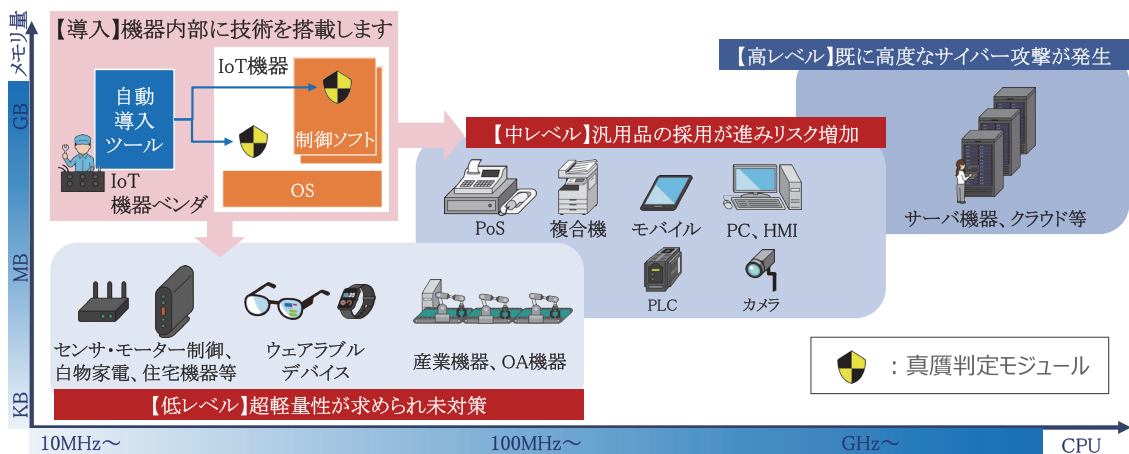 メモリ量
GB
MB
KB
【導入】機器内部に技術を搭載します
自動
導入
ツール
IoT
機器ベンダ
IoT機器
制御ソフト
OS
【高レベル】既に高度なサイバー攻撃が発生
サーバ機器、クラウド等
【中レベル】汎用品の採用が進みリスク増加
PoS
複合機
モバイル
PC、HMI
PLC
カメラ
センサ・モーター制御、
白物家電、住宅機器等
ウェアラブル
デバイス
産業機器、OA機器
【低レベル】超軽量性が求められ未対策
：真贋判定モジュール
10MHz～
100MHz～
GHz～
CPU